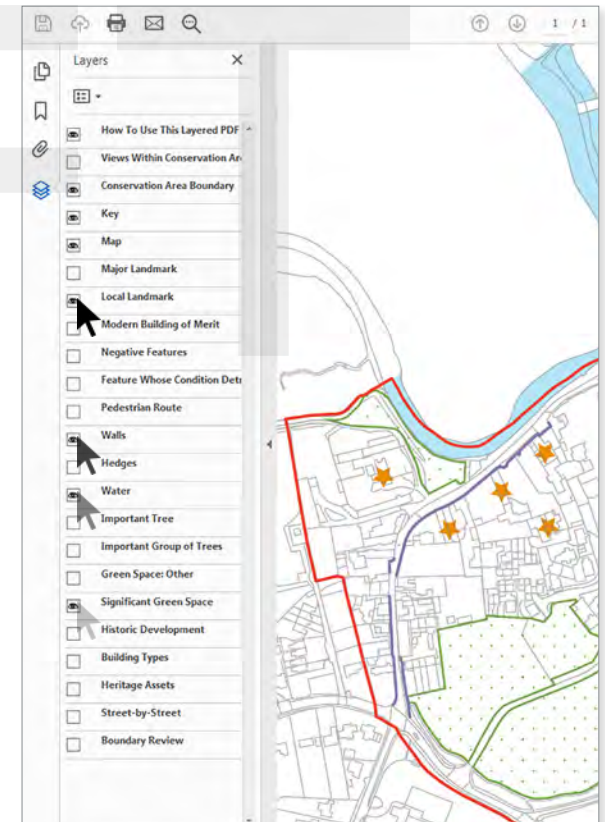 1 / 1
Layers
How To Use This Layered PDF
Views Within Conservation Are
Conservation Area Boundary
Key
Map
Major Landmark
Local Landmark
Modern Building of Merit
Negative Features
Feature Whose Condition Detr
Pedestrian Route
Walls
Hedges
Water
Important Tree
Important Group of Trees
Green Space: Other
Significant Green Space
Historic Development
Building Types
Heritage Assets
Street-by-Street
Boundary Review